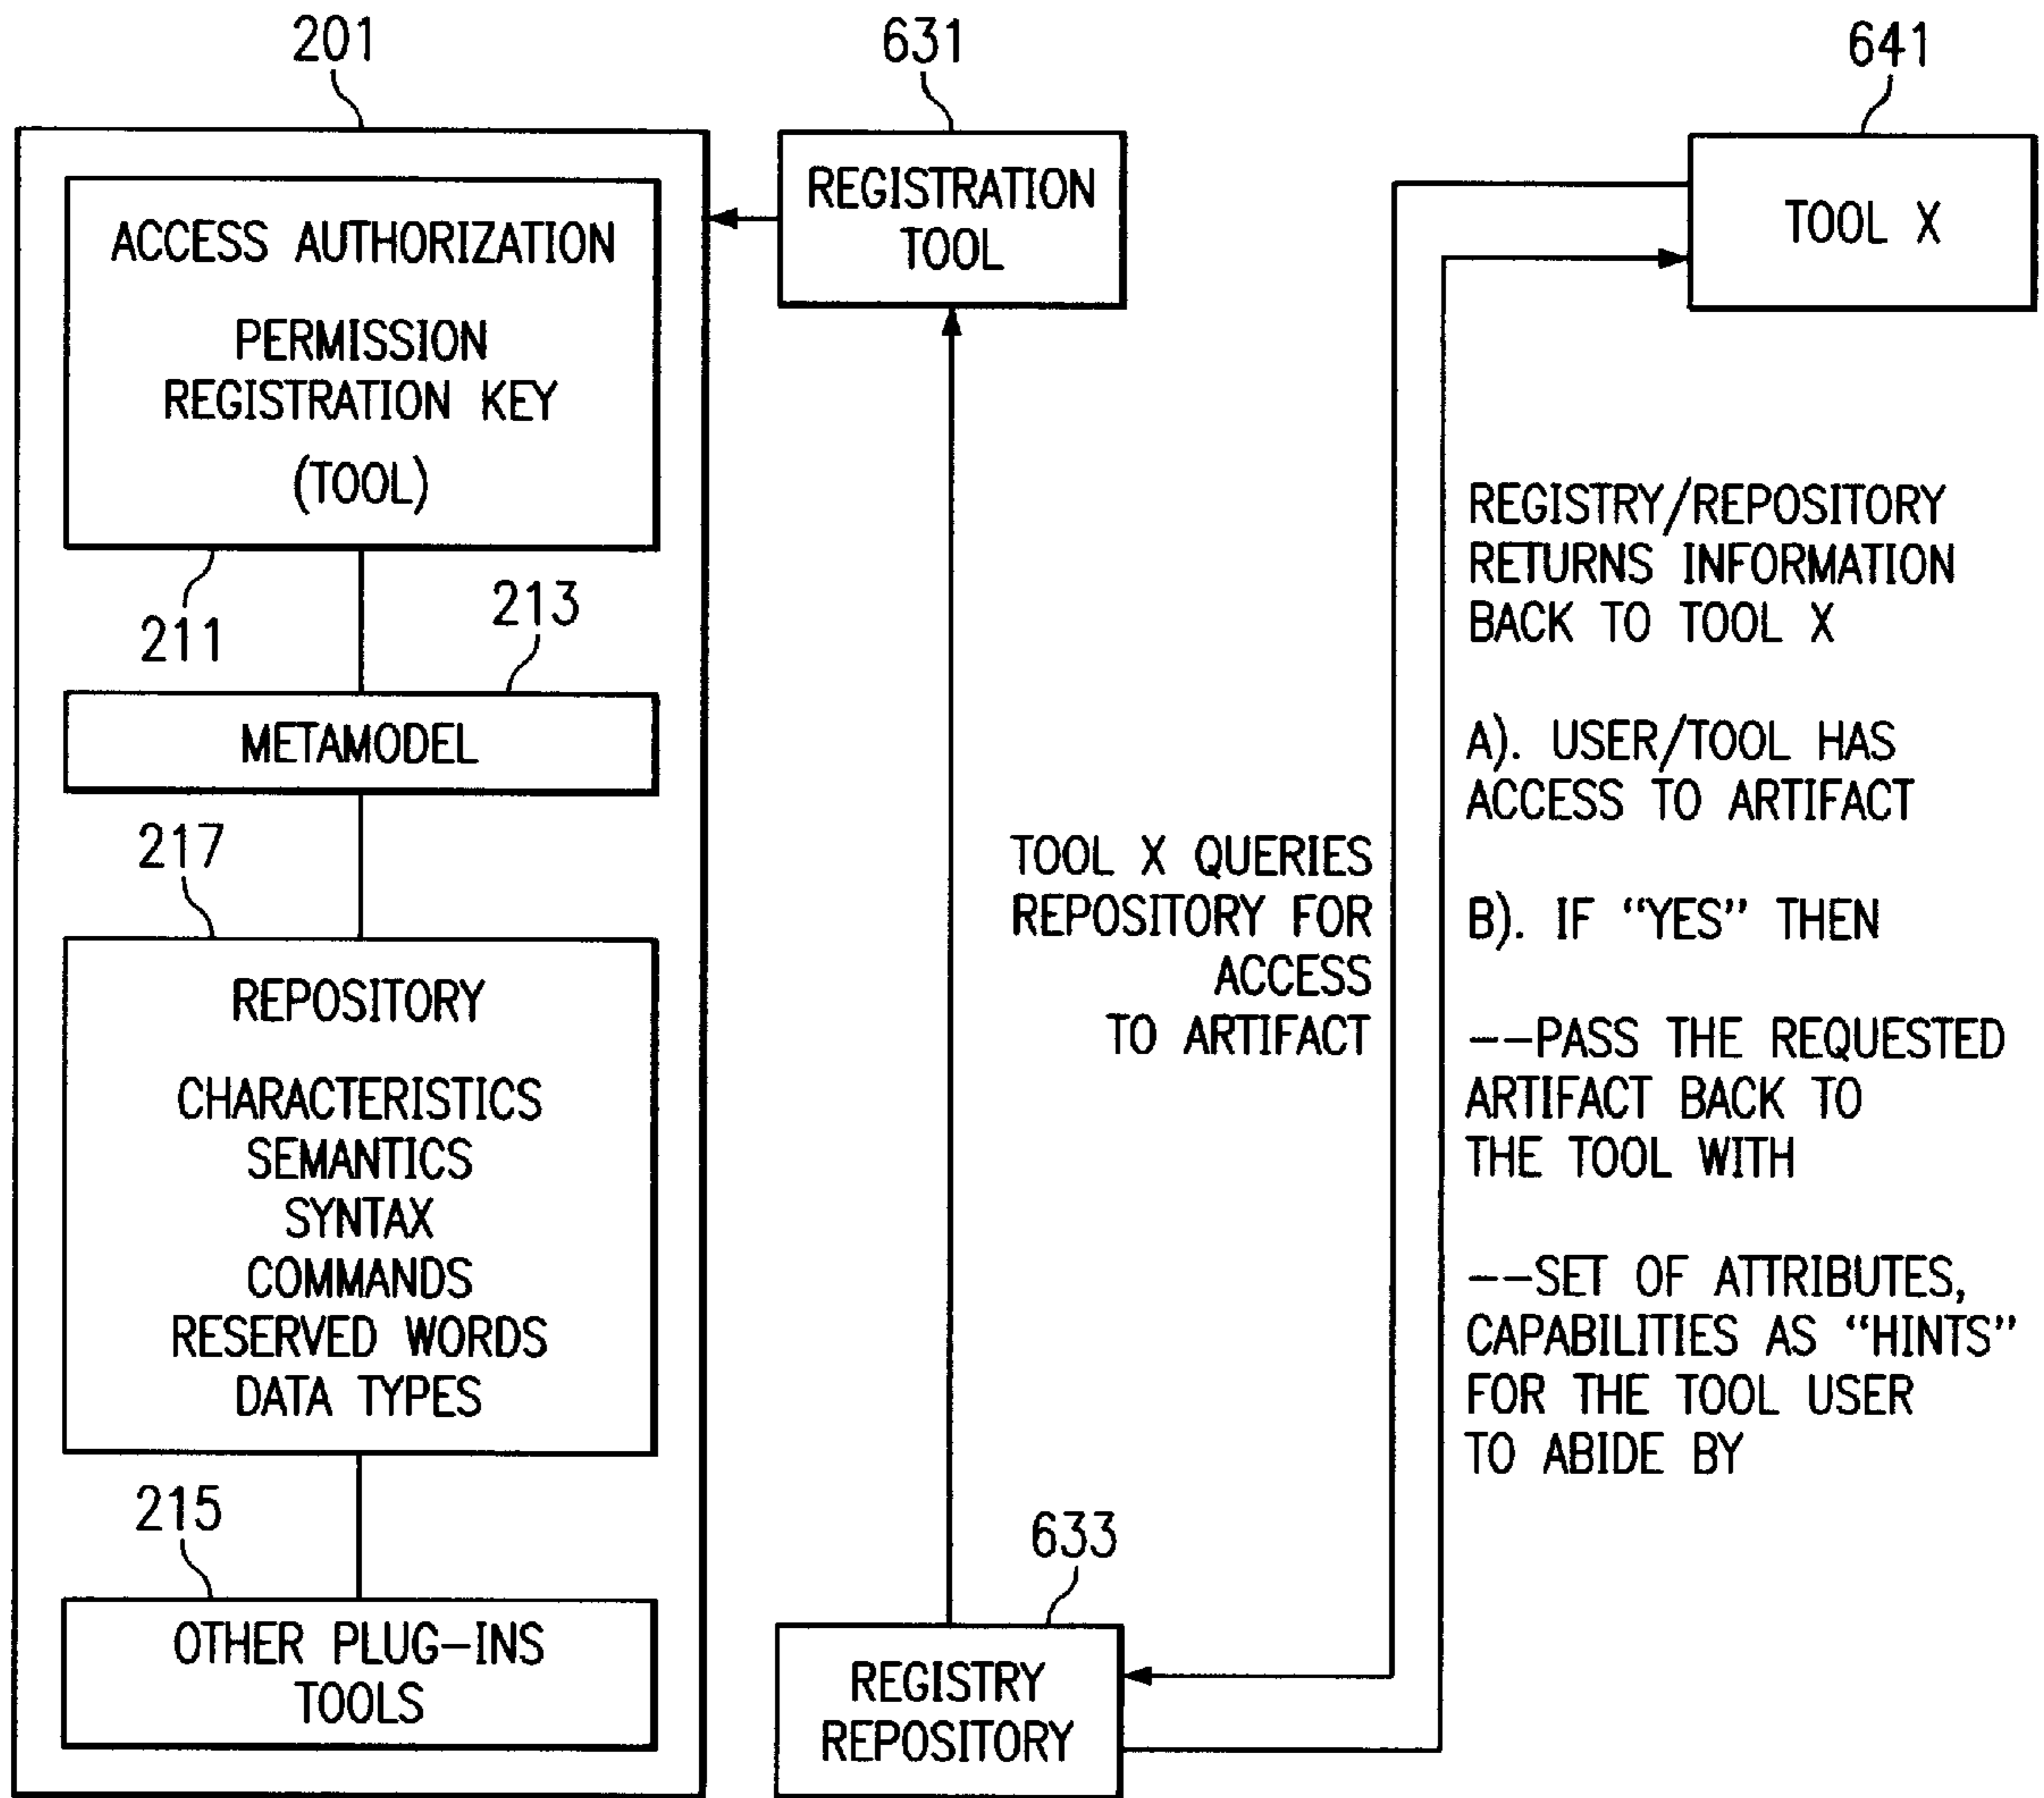 201
631
641
ACCESS AUTHORIZATION
PERMISSION
REGISTRATION KEY
(TOOL)
211
213
METAMODEL
217
REPOSITORY
CHARACTERISTICS
SEMANTICS
SYNTAX
COMMANDS
RESERVED WORDS
DATA TYPES
215
OTHER PLUG-INS
TOOLS
REGISTRATION
TOOL
TOOL X QUERIES
REPOSITORY FOR
ACCESS
TO ARTIFACT
633
REGISTRY
REPOSITORY
TOOL X
REGISTRY/REPOSITORY
RETURNS INFORMATION
BACK TO TOOL X
A). USER/TOOL HAS
ACCESS TO ARTIFACT
B). IF “YES” THEN
--PASS THE REQUESTED
ARTIFACT BACK TO
THE TOOL WITH
--SET OF ATTRIBUTES,
CAPABILITIES AS “HINTS”
FOR THE TOOL USER
TO ABIDE BY